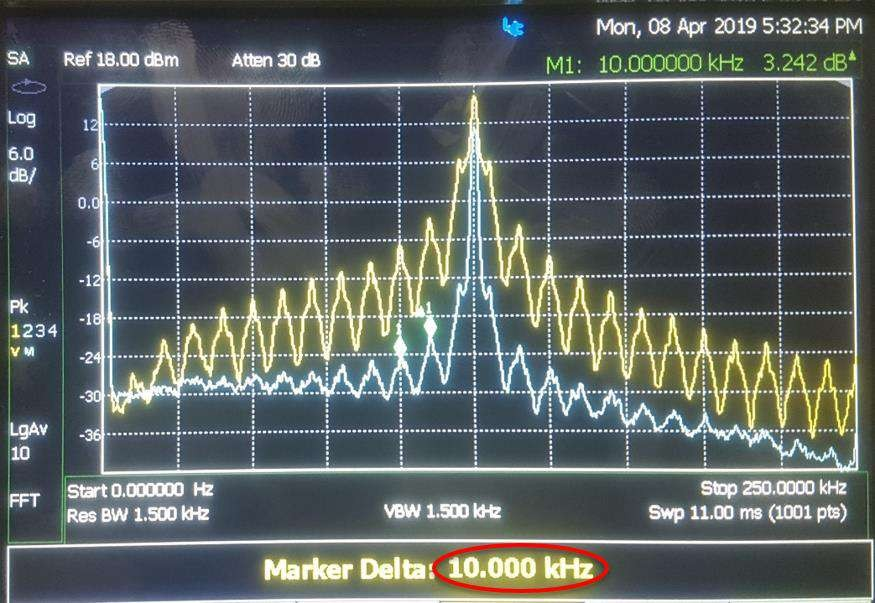 Mon, 08 Apr 2019 5:32:34 PM
SA
Ref 18.00 dBm
Atten 30 dB
M1: 10.000000 kHz 3.242 dB
Log
6.0
dB/
12
6
0.0
-6
-12
-18
-24
-30
-36
Pk
1234
V M
LgAv
10
FFT
1
1
Start 0.000000 Hz
Stop 250.0000 kHz
Res BW 1.500 kHz
VBW 1.500 kHz
Swp 11.00 ms (1001 pts)
Marker Delta: 10.000 kHz